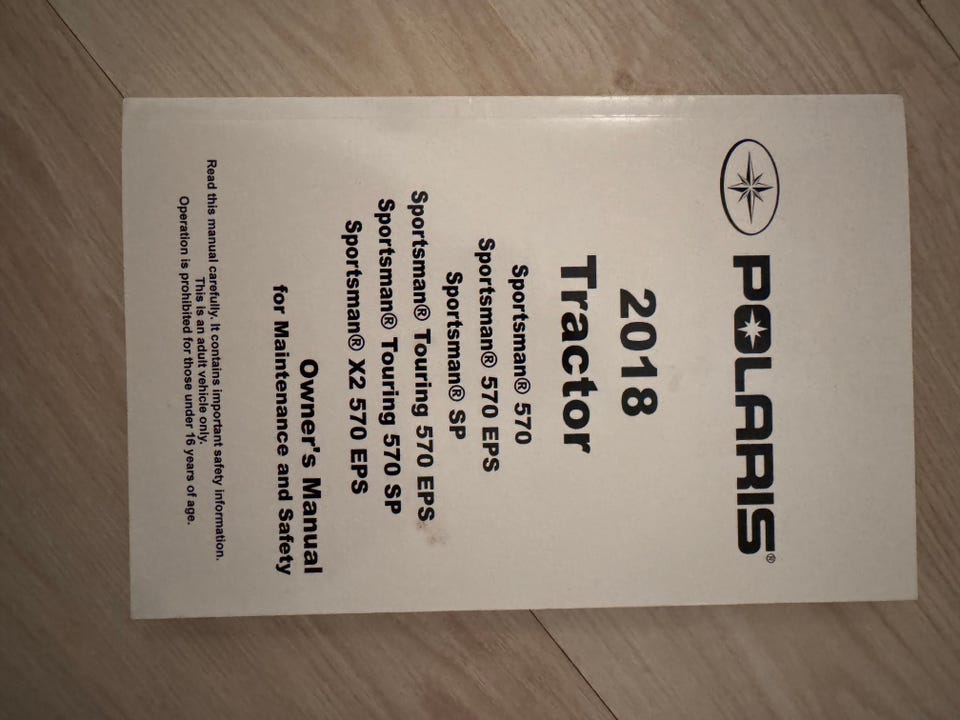 POLARIS®
2018
Tractor
Sportsman® 570
Sportsman® 570 EPS
Sportsman® SP
Sportsman® Touring 570 EPS
Sportsman® Touring 570 SP
Sportsman® X2 570 EPS
Owner's Manual
for Maintenance and Safety
Read this manual carefully. It contains important safety information.
This is an adult vehicle only.
Operation is prohibited for those under 16 years of age.